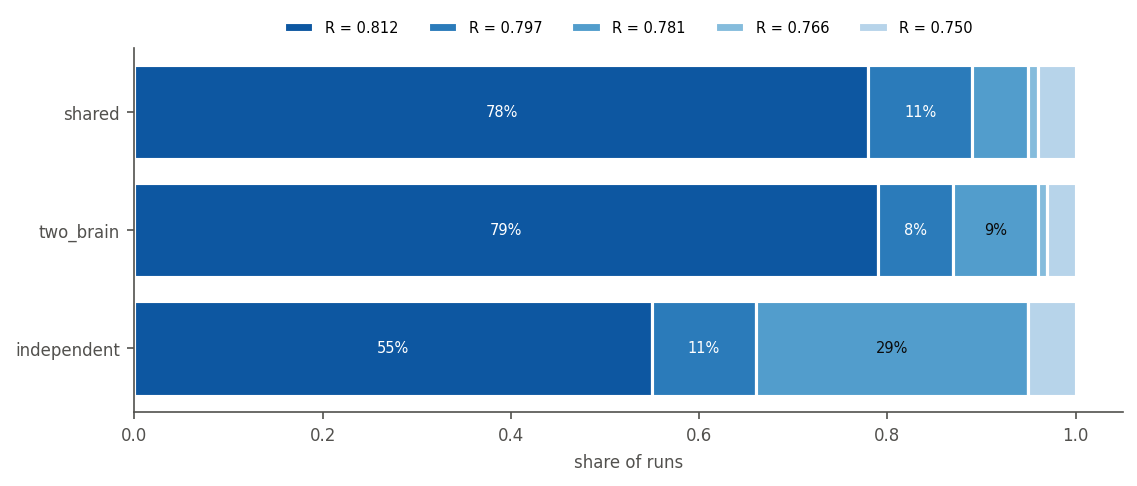 R = 0.812 R = 0.797 R = 0.781 R = 0.766 R = 0.750
shared 78% 11%
two_brain 79% 8% 9%
independent 55% 11% 29%
0.0 0.2 0.4 0.6 0.8 1.0
share of runs